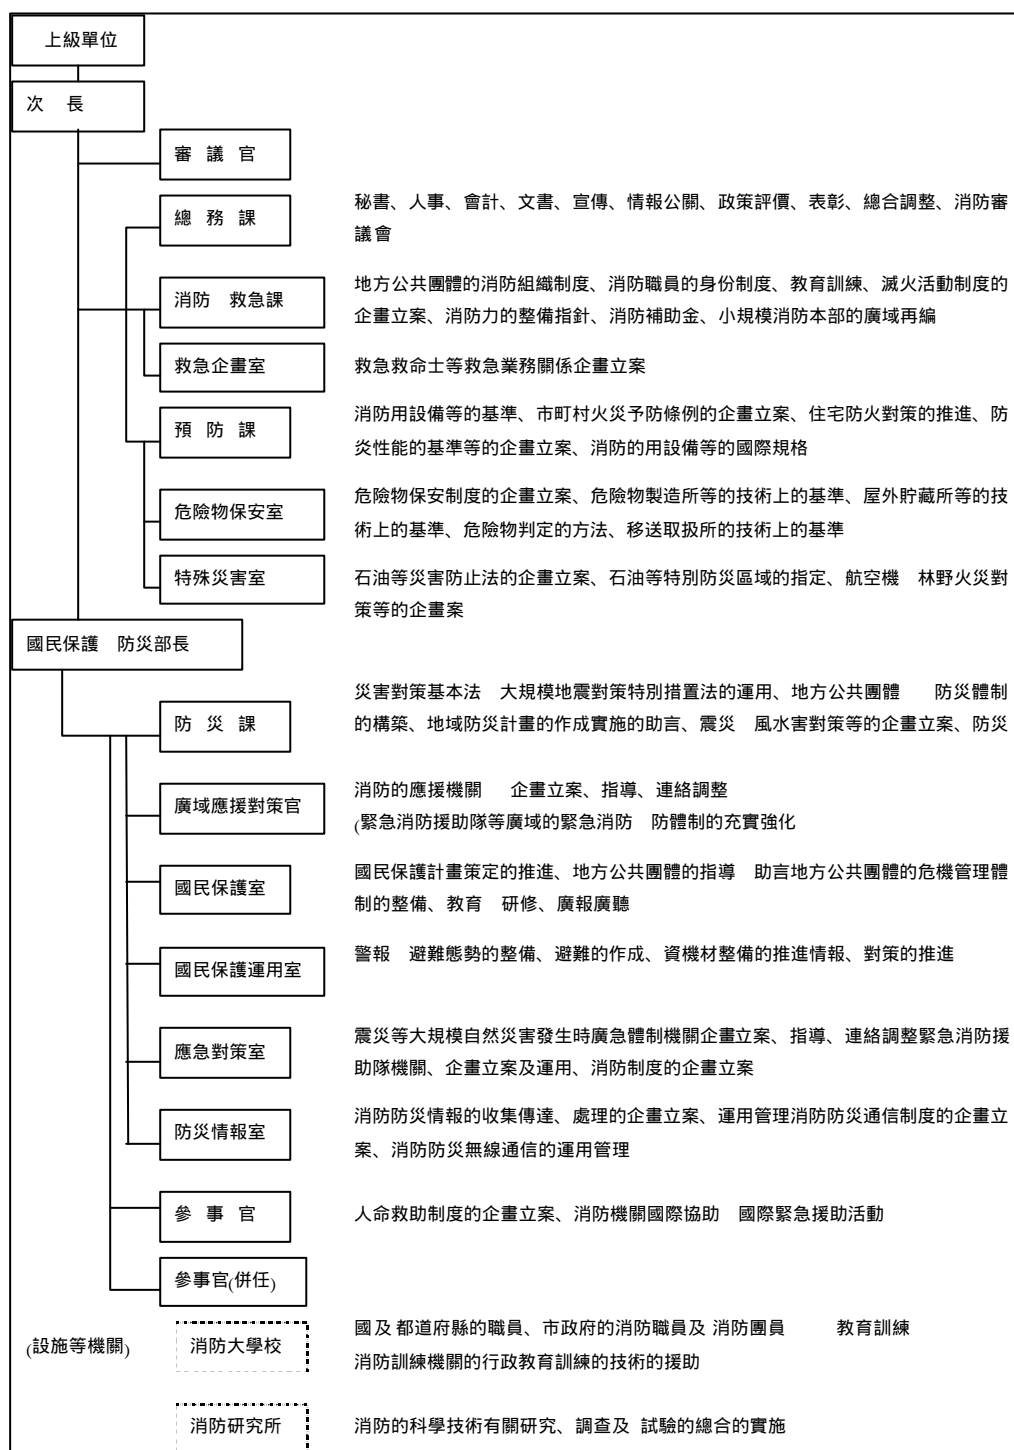 上級單位
次 長
審 議 官
總 務 課
秘書、人事、會計、文書、宣傳、情報公關、政策評價、表彰、總合調整、消防審
議會
消防 救急課
地方公共團體的消防組織制度、消防職員的身份制度、教育訓練、滅火活動制度的
企畫立案、消防力的整備指針、消防補助金、小規模消防本部的廣域再編
救急企畫室
救急救命士等救急業務關係企畫立案
預 防 課
消防用設備等的基準、市町村火災予防條例的企畫立案、住宅防火對策的推進、防
炎性能的基準等的企畫立案、消防的用設備等的國際規格
危險物保安室
危險物保安制度的企畫立案、危險物製造所等的技術上的基準、屋外貯藏所等的技
術上的基準、危險物判定的方法、移送取扱所的技術上的基準
特殊災害室
石油等災害防止法的企畫立案、石油等特別防災區域的指定、航空機 林野火災對
策等的企畫案
國民保護 防災部長
防 災 課
災害對策基本法 大規模地震對策特別措置法的運用、地方公共團體 防災體制
的構築、地域防災計畫的作成實施的助言、震災 風水害對策等的企畫立案、防災
廣域應援對策官
消防的應援機關 企畫立案、指導、連絡調整
(緊急消防援助隊等廣域的緊急消防 防體制的充實強化
國民保護室
國民保護計畫策定的推進、地方公共團體的指導 助言地方公共團體的危機管理體
制的整備、教育 研修、廣報廣聽
國民保護運用室
警報 避難態勢的整備、避難的作成、資機材整備的推進情報、對策的推進
應急對策室
震災等大規模自然災害發生時廣急體制機關企畫立案、指導、連絡調整緊急消防援
助隊機關、企畫立案及運用、消防制度的企畫立案
防災情報室
消防防災情報的收集傳達、處理的企畫立案、運用管理消防防災通信制度的企畫立
案、消防防災無線通信的運用管理
參 事 官
人命救助制度的企畫立案、消防機關國際協助 國際緊急援助活動
參事官(併任)
(設施等機關)
消防大學校
國及 都道府縣的職員、市政府的消防職員及 消防團員 教育訓練
消防訓練機關的行政教育訓練的技術的援助
消防研究所
消防的科學技術有關研究、調查及 試驗的總合的實施